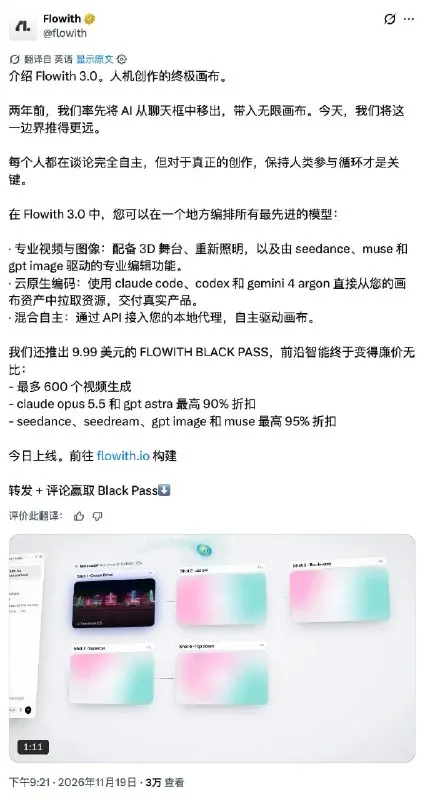 Flowith
@flowith
翻译自 英语 显示原文
介绍 Flowith 3.0。人机创作的终极画布。
两年前，我们率先将 AI 从聊天框中移出，带入无限画布。今天，我们将这
一边界推得更远。
每个人都在谈论完全自主，但对于真正的创作，保持人类参与循环才是关
键。
在 Flowith 3.0 中，您可以在一个地方编排所有最先进的模型：
· 专业视频与图像：配备 3D 舞台、重新照明，以及由 seedance、muse 和
gpt image 驱动的专业编辑功能。
· 云原生编码：使用 claude code、codex 和 gemini 4 argon 直接从您的画
布资产中拉取资源，交付真实产品。
· 混合自主：通过 API 接入您的本地代理，自主驱动画布。
我们还推出 9.99 美元的 FLOWITH BLACK PASS，前沿智能终于变得廉价无
比：
- 最多 600 个视频生成
- claude opus 5.5 和 gpt astra 最高 90% 折扣
- seedance、seedream、gpt image 和 muse 最高 95% 折扣
今日上线。前往 flowith.io 构建
转发 + 评论赢取 Black Pass⬇️
评价此翻译：
1:11
下午9:21 · 2026年11月19日 · 3万 查看